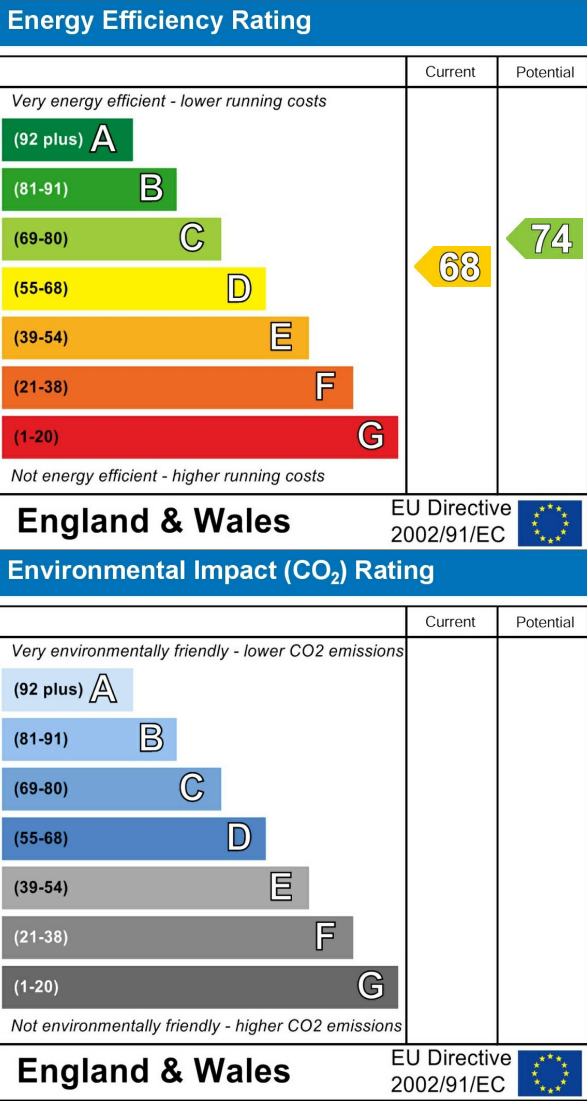 Energy Efficiency Rating
Current Potential
Very energy efficient - lower running costs
(92 plus) A
(81-91) B
(69-80) C
74
68
(55-68) D
(39-54) E
(21-38) F
(1-20) G
Not energy efficient - higher running costs
England & Wales
EU Directive
2002/91/EC
Environmental Impact (CO₂) Rating
Current Potential
Very environmentally friendly - lower CO2 emissions
(92 plus) A
(81-91) B
(69-80) C
(55-68) D
(39-54) E
(21-38) F
(1-20) G
Not environmentally friendly - higher CO2 emissions
England & Wales
EU Directive
2002/91/EC